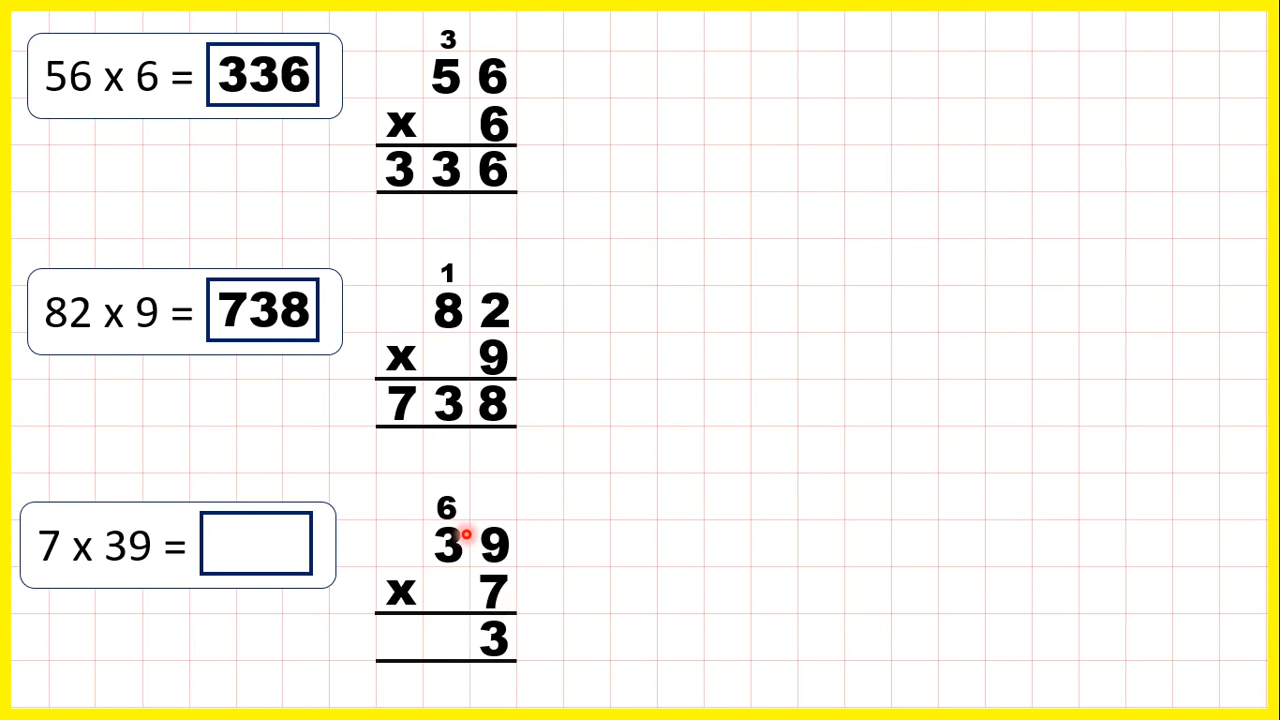 56 x 6 = 336
3
5 6
x 6
3 3 6
82 x 9 = 738
1
8 2
x 9
7 3 8
7 x 39 =
6
3 9
x 7
3